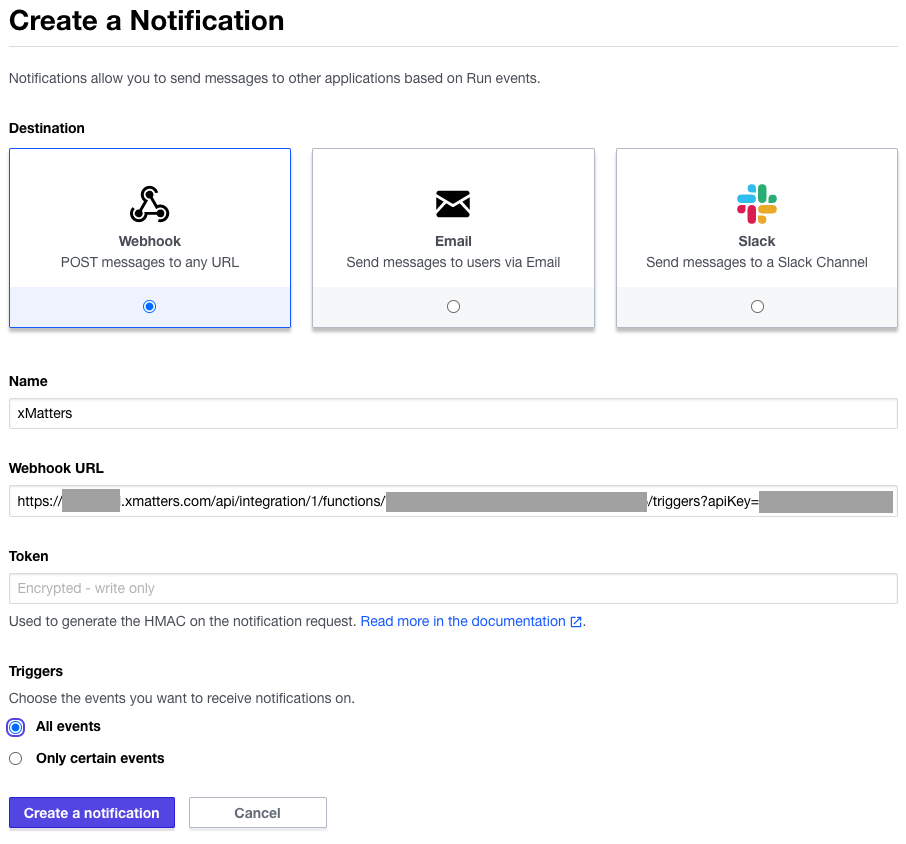 Create a Notification
Notifications allow you to send messages to other applications based on Run events.
Destination
Webhook
POST messages to any URL
Email
Send messages to users via Email
Slack
Send messages to a Slack Channel
Name
xMatters
Webhook URL
https:// .xmatters.com/api/integration/1/functions/ /triggers?apiKey=
Token
Encrypted - write only
Used to generate the HMAC on the notification request. Read more in the documentation.
Triggers
Choose the events you want to receive notifications on.
All events
Only certain events
Create a notification
Cancel